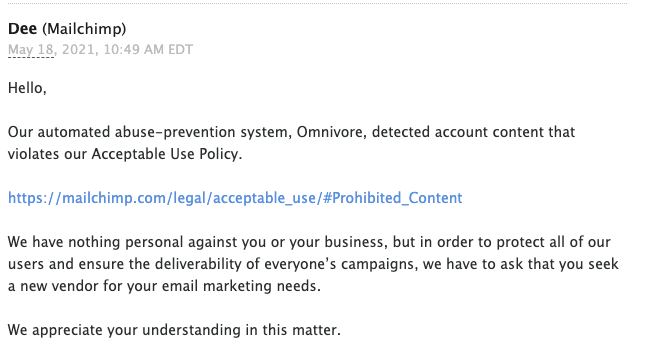 Dee (Mailchimp)
May 18, 2021, 10:49 AM EDT
Hello,
Our automated abuse-prevention system, Omnivore, detected account content that
violates our Acceptable Use Policy.
https://mailchimp.com/legal/acceptable_use/#Prohibited_Content
We have nothing personal against you or your business, but in order to protect all of our
users and ensure the deliverability of everyone's campaigns, we have to ask that you seek
a new vendor for your email marketing needs.
We appreciate your understanding in this matter.